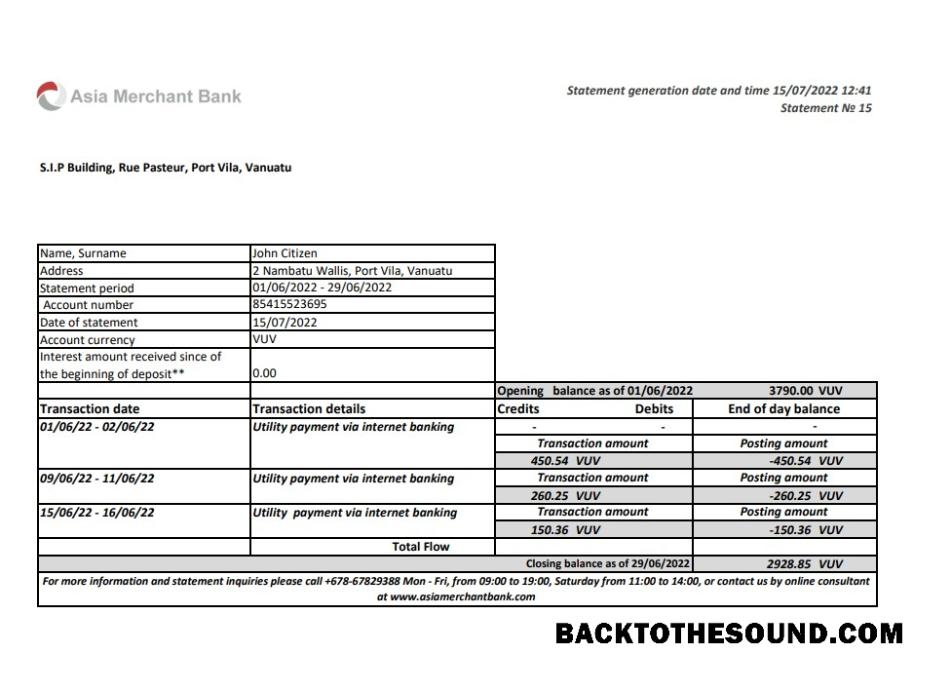 Asia Merchant Bank
Statement generation date and time 15/07/2022 12:41
Statement № 15
S.I.P Building, Rue Pasteur, Port Vila, Vanuatu
Name, Surname John Citizen
Address 2 Nambatu Wallis, Port Vila, Vanuatu
Statement period 01/06/2022 - 29/06/2022
Account number 85415523695
Date of statement 15/07/2022
Account currency VUV
Interest amount received since of
the beginning of deposit** 0.00
Opening balance as of 01/06/2022 3790.00 VUV
Transaction date Transaction details Credits Debits End of day balance
01/06/22 - 02/06/22 Utility payment via internet banking - - -
Transaction amount Posting amount
450.54 VUV -450.54 VUV
09/06/22 - 11/06/22 Utility payment via internet banking Transaction amount Posting amount
260.25 VUV -260.25 VUV
15/06/22 - 16/06/22 Utility payment via internet banking Transaction amount Posting amount
150.36 VUV -150.36 VUV
Total Flow
Closing balance as of 29/06/2022 2928.85 VUV
For more information and statement inquiries please call +678-67829388 Mon - Fri, from 09:00 to 19:00, Saturday from 11:00 to 14:00, or contact us by online consultant
at www.asiamerchantbank.com
BACKTOTHESOUND.COM